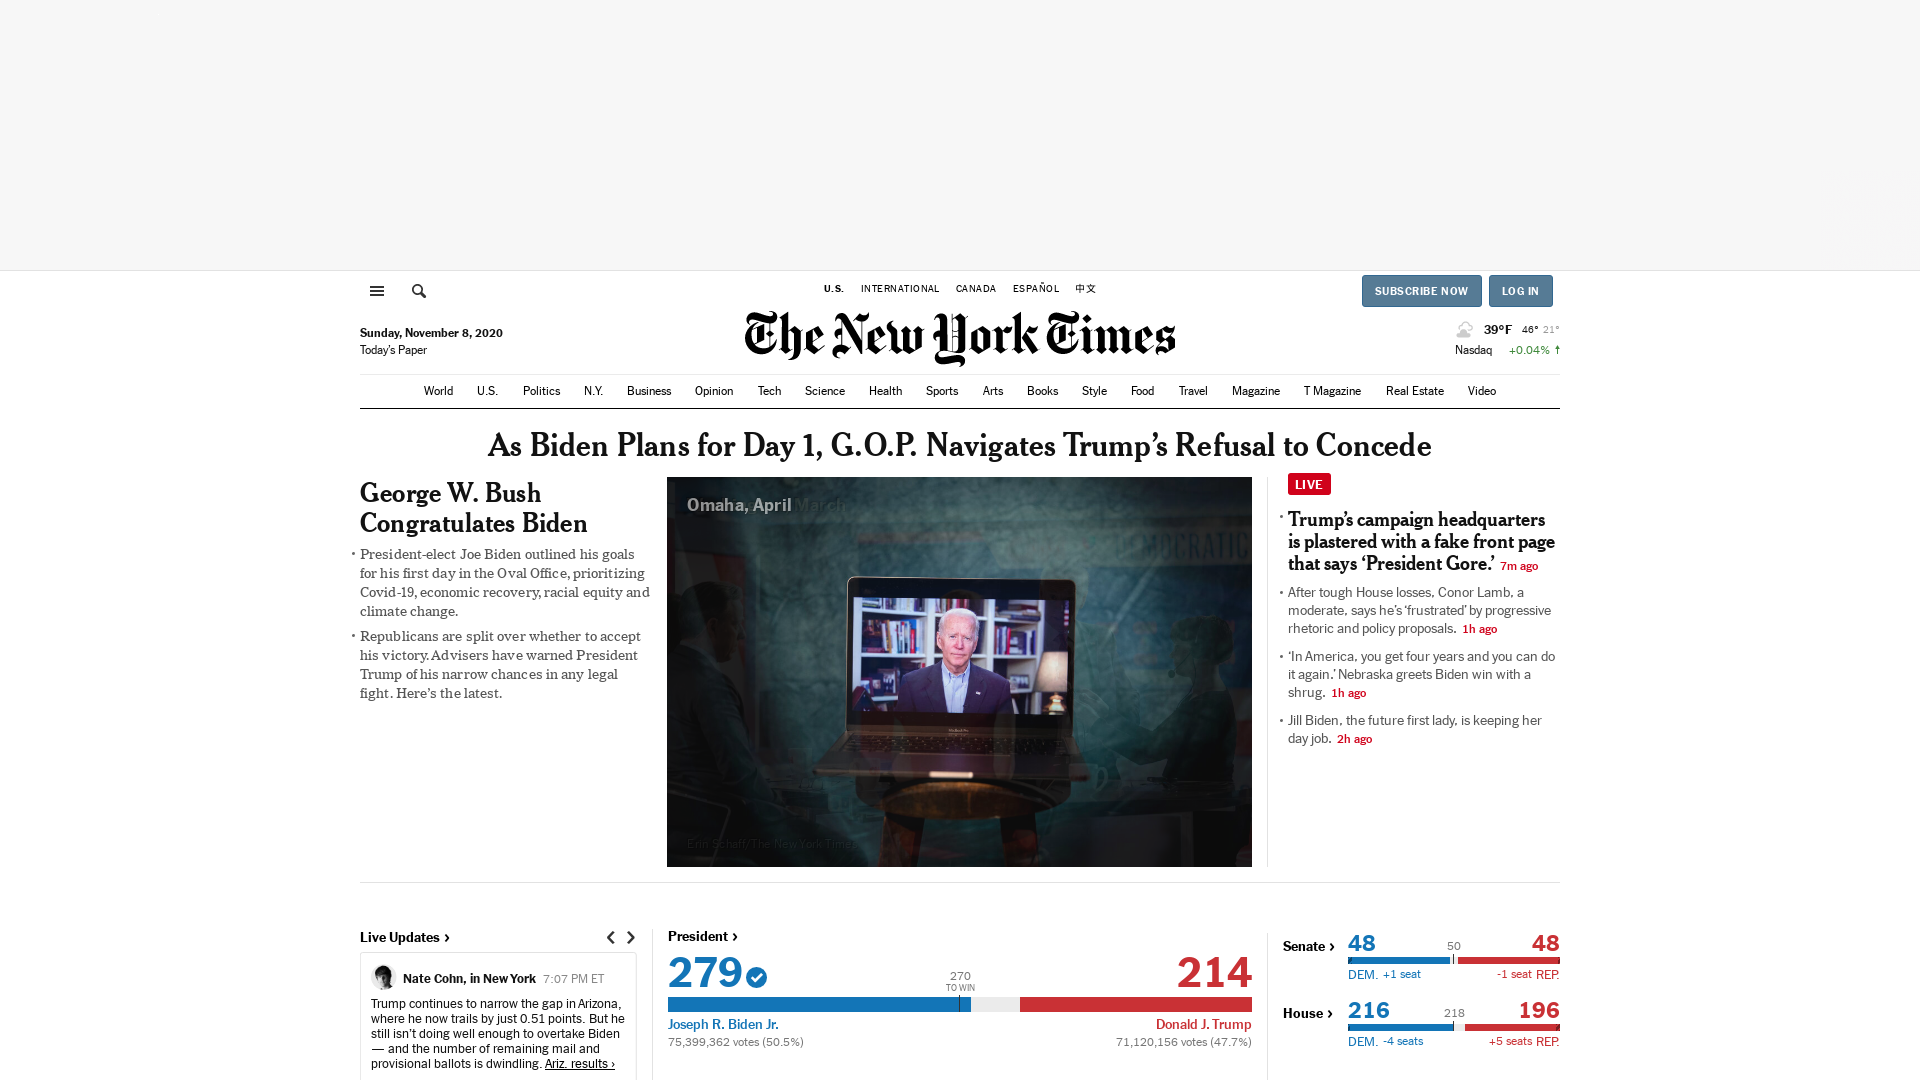 U.S. INTERNATIONAL CANADA ESPAÑOL 中文
SUBSCRIBE NOW LOG IN
Sunday, November 8, 2020
Today's Paper
The New York Times
39°F 46° 21°
Nasdaq +0.04% ↑
World U.S. Politics N.Y. Business Opinion Tech Science Health Sports Arts Books Style Food Travel Magazine T Magazine Real Estate Video
As Biden Plans for Day 1, G.O.P. Navigates Trump’s Refusal to Concede
George W. Bush
Congratulates Biden
• President-elect Joe Biden outlined his goals
for his first day in the Oval Office, prioritizing
Covid-19, economic recovery, racial equity and
climate change.
• Republicans are split over whether to accept
his victory. Advisers have warned President
Trump of his narrow chances in any legal
fight. Here’s the latest.
Omaha, April
March
DEMOCRATIC
Erin Schaff/The New York Times
LIVE
• Trump’s campaign headquarters
is plastered with a fake front page
that says ‘President Gore.’ 7m ago
• After tough House losses, Conor Lamb, a
moderate, says he’s ‘frustrated’ by progressive
rhetoric and policy proposals. 1h ago
• ‘In America, you get four years and you can do
it again.’ Nebraska greets Biden win with a
shrug. 1h ago
• Jill Biden, the future first lady, is keeping her
day job. 2h ago
Live Updates ›
Nate Cohn, in New York 7:07 PM ET
Trump continues to narrow the gap in Arizona,
where he now trails by just 0.51 points. But he
still isn’t doing well enough to overtake Biden
— and the number of remaining mail and
provisional ballots is dwindling. Ariz. results ›
President ›
279 214
270
TO WIN
Joseph R. Biden Jr. Donald J. Trump
75,399,362 votes (50.5%) 71,120,156 votes (47.7%)
Senate › 48 50 48
DEM. +1 seat -1 seat REP.
House › 216 218 196
DEM. -4 seats +5 seats REP.